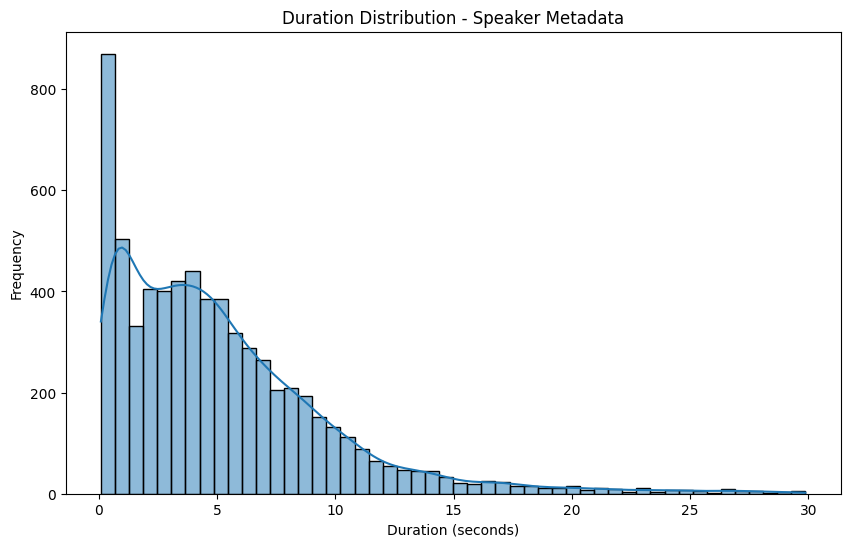 Duration Distribution - Speaker Metadata
Frequency
800
600
400
200
0
0 5 10 15 20 25 30
Duration (seconds)